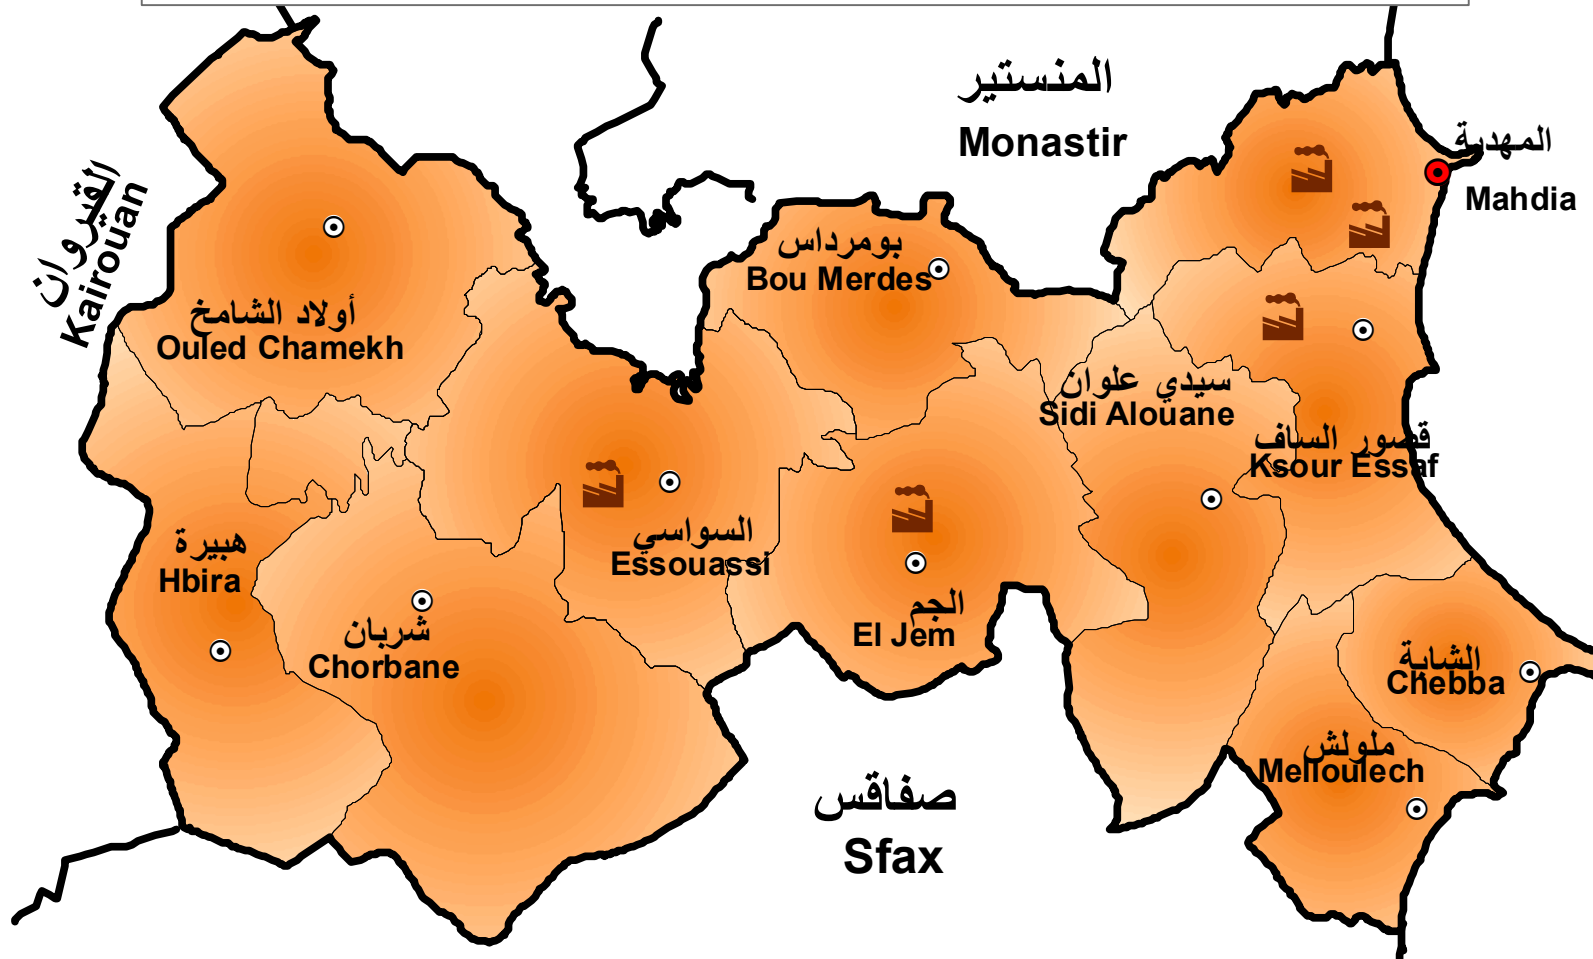 المنستير
Monastir
المهدية
Mahdia
القيروان
Kairouan
بومرداس
Bou Merdes
أولاد الشامخ
Ouled Chamekh
سيدي علوان
Sidi Alouane
قصور الساف
Ksour Essaf
السواسي
Essouassi
هبيرة
Hbira
الجم
El Jem
شربان
Chorbane
الشابة
Chebba
ملولش
Melloulech
صفاقس
Sfax